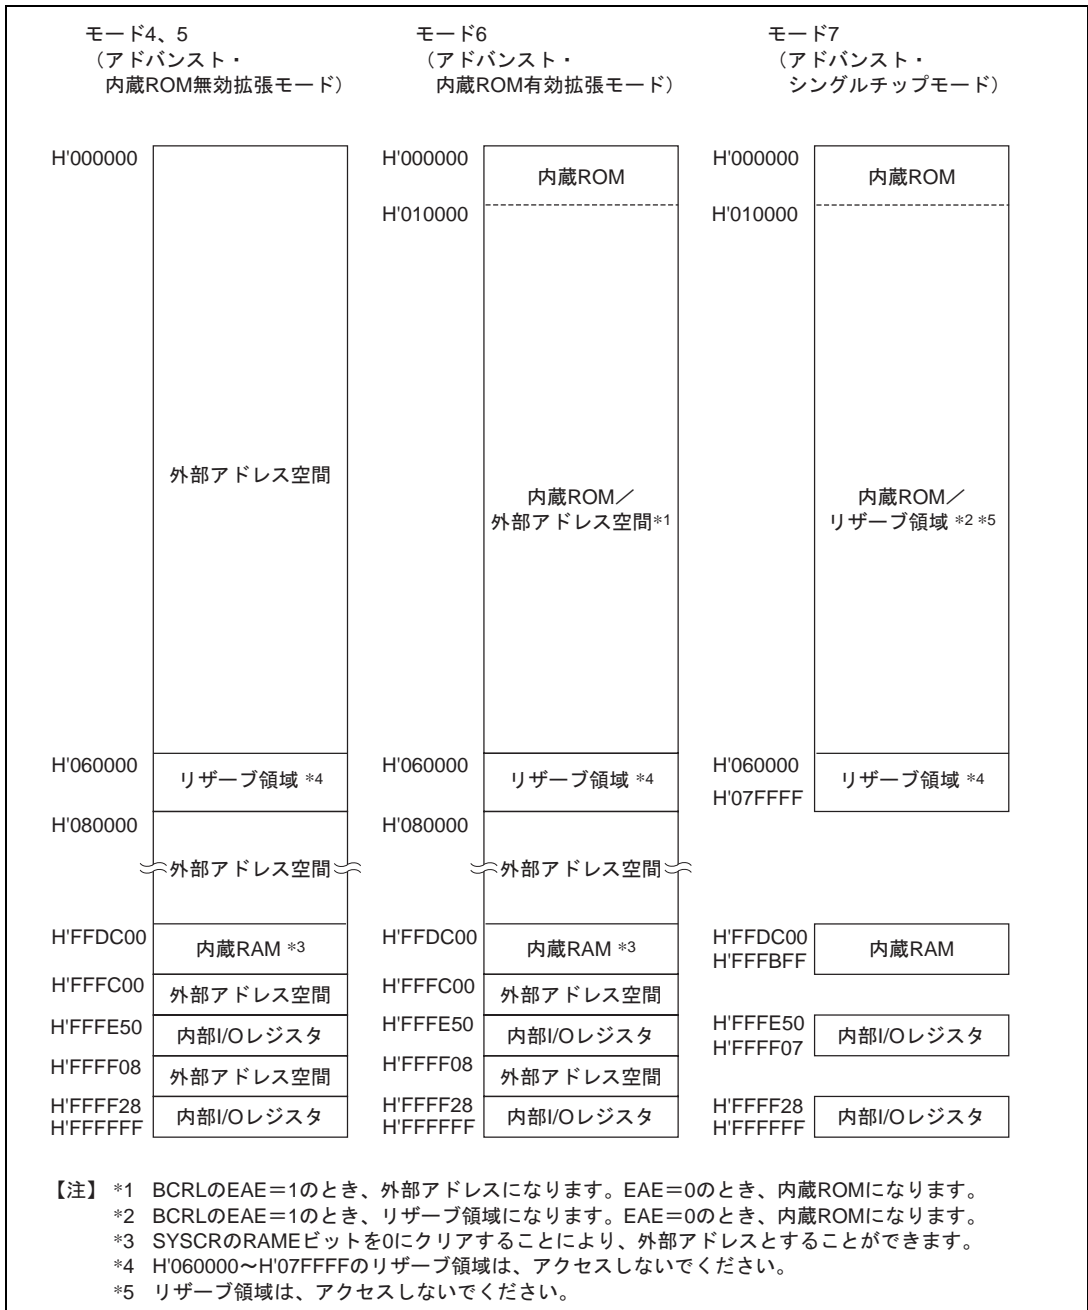 モード4、5
（アドバンスト・
内蔵ROM無効拡張モード）
H'000000
外部アドレス空間
H'060000
リザーブ領域 *4
H'080000
外部アドレス空間
H'FFDC00
内蔵RAM *3
H'FFFC00
外部アドレス空間
H'FFFE50
内部I/Oレジスタ
H'FFFF08
外部アドレス空間
H'FFFF28
内部I/Oレジスタ
H'FFFFFF
モード6
（アドバンスト・
内蔵ROM有効拡張モード）
H'000000
内蔵ROM
H'010000
内蔵ROM／
外部アドレス空間*1
H'060000
リザーブ領域 *4
H'080000
外部アドレス空間
H'FFDC00
内蔵RAM *3
H'FFFC00
外部アドレス空間
H'FFFE50
内部I/Oレジスタ
H'FFFF08
外部アドレス空間
H'FFFF28
内部I/Oレジスタ
H'FFFFFF
モード7
（アドバンスト・
シングルチップモード）
H'000000
内蔵ROM
H'010000
内蔵ROM／
リザーブ領域 *2 *5
H'060000
リザーブ領域 *4
H'07FFFF
H'FFDC00
内蔵RAM
H'FFFBFF
H'FFFE50
内部I/Oレジスタ
H'FFFF07
H'FFFF28
内部I/Oレジスタ
H'FFFFFF
【注】 *1 BCRLのEAE＝1のとき、外部アドレスになります。EAE＝0のとき、内蔵ROMになります。
*2 BCRLのEAE＝1のとき、リザーブ領域になります。EAE＝0のとき、内蔵ROMになります。
*3 SYSCRのRAMEビットを0にクリアすることにより、外部アドレスとすることができます。
*4 H'060000～H'07FFFFのリザーブ領域は、アクセスしないでください。
*5 リザーブ領域は、アクセスしないでください。